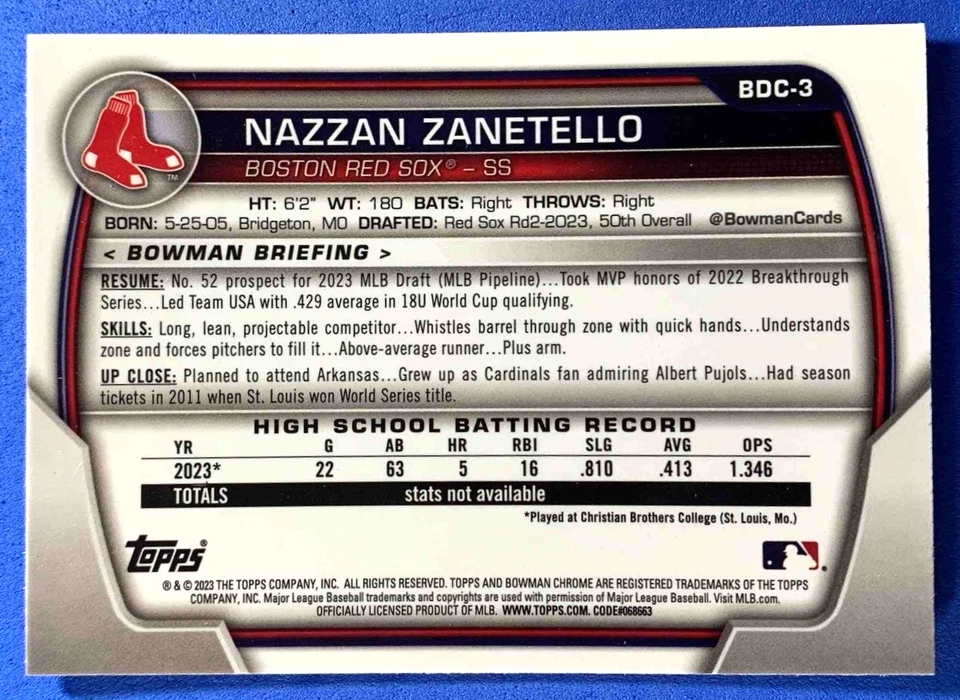 BDC-3
NAZZAN ZANETELLO
BOSTON RED SOX® – SS
TM
HT: 6'2" WT: 180 BATS: Right THROWS: Right
BORN: 5-25-05, Bridgeton, MO DRAFTED: Red Sox Rd2-2023, 50th Overall @BowmanCards
< BOWMAN BRIEFING >
RESUME: No. 52 prospect for 2023 MLB Draft (MLB Pipeline)...Took MVP honors of 2022 Breakthrough
Series...Led Team USA with .429 average in 18U World Cup qualifying.
SKILLS: Long, lean, projectable competitor...Whistles barrel through zone with quick hands...Understands
zone and forces pitchers to fill it...Above-average runner...Plus arm.
UP CLOSE: Planned to attend Arkansas...Grew up as Cardinals fan admiring Albert Pujols...Had season
tickets in 2011 when St. Louis won World Series title.
HIGH SCHOOL BATTING RECORD
YR G AB HR RBI SLG AVG OPS
2023* 22 63 5 16 .810 .413 1.346
TOTALS stats not available
*Played at Christian Brothers College (St. Louis, Mo.)
topps®
® & © 2023 THE TOPPS COMPANY, INC. ALL RIGHTS RESERVED. TOPPS AND BOWMAN CHROME ARE REGISTERED TRADEMARKS OF THE TOPPS
COMPANY, INC. Major League Baseball trademarks and copyrights are used with permission of Major League Baseball. Visit MLB.com.
OFFICIALLY LICENSED PRODUCT OF MLB. WWW.TOPPS.COM. CODE#068663